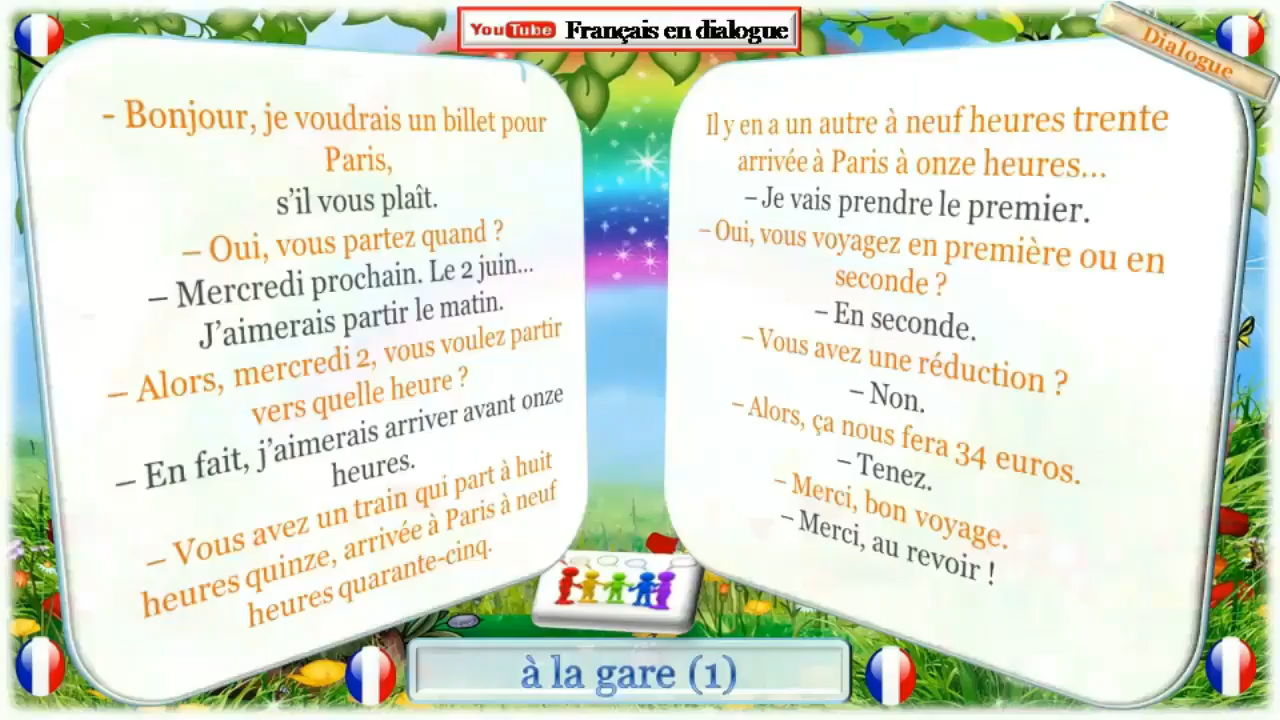 YouTube Français en dialogue
Dialogue
- Bonjour, je voudrais un billet pour
Paris,
s'il vous plaît.
– Oui, vous partez quand ?
– Mercredi prochain. Le 2 juin...
J'aimerais partir le matin.
– Alors, mercredi 2, vous voulez partir
vers quelle heure ?
– En fait, j'aimerais arriver avant onze
heures.
– Vous avez un train qui part à huit
heures quinze, arrivée à Paris à neuf
heures quarante-cinq.
Il y en a un autre à neuf heures trente
arrivée à Paris à onze heures...
– Je vais prendre le premier.
– Oui, vous voyagez en première ou en
seconde ?
– En seconde.
– Vous avez une réduction ?
– Non.
– Alors, ça nous fera 34 euros.
– Tenez.
– Merci, bon voyage.
– Merci, au revoir !
à la gare (1)